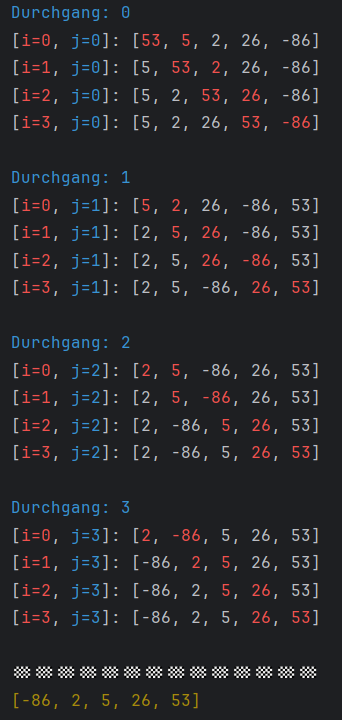 Durchgang: 0
[i=0, j=0]: [53, 5, 2, 26, -86]
[i=1, j=0]: [5, 53, 2, 26, -86]
[i=2, j=0]: [5, 2, 53, 26, -86]
[i=3, j=0]: [5, 2, 26, 53, -86]
Durchgang: 1
[i=0, j=1]: [5, 2, 26, -86, 53]
[i=1, j=1]: [2, 5, 26, -86, 53]
[i=2, j=1]: [2, 5, 26, -86, 53]
[i=3, j=1]: [2, 5, -86, 26, 53]
Durchgang: 2
[i=0, j=2]: [2, 5, -86, 26, 53]
[i=1, j=2]: [2, 5, -86, 26, 53]
[i=2, j=2]: [2, -86, 5, 26, 53]
[i=3, j=2]: [2, -86, 5, 26, 53]
Durchgang: 3
[i=0, j=3]: [2, -86, 5, 26, 53]
[i=1, j=3]: [-86, 2, 5, 26, 53]
[i=2, j=3]: [-86, 2, 5, 26, 53]
[i=3, j=3]: [-86, 2, 5, 26, 53]
[-86, 2, 5, 26, 53]